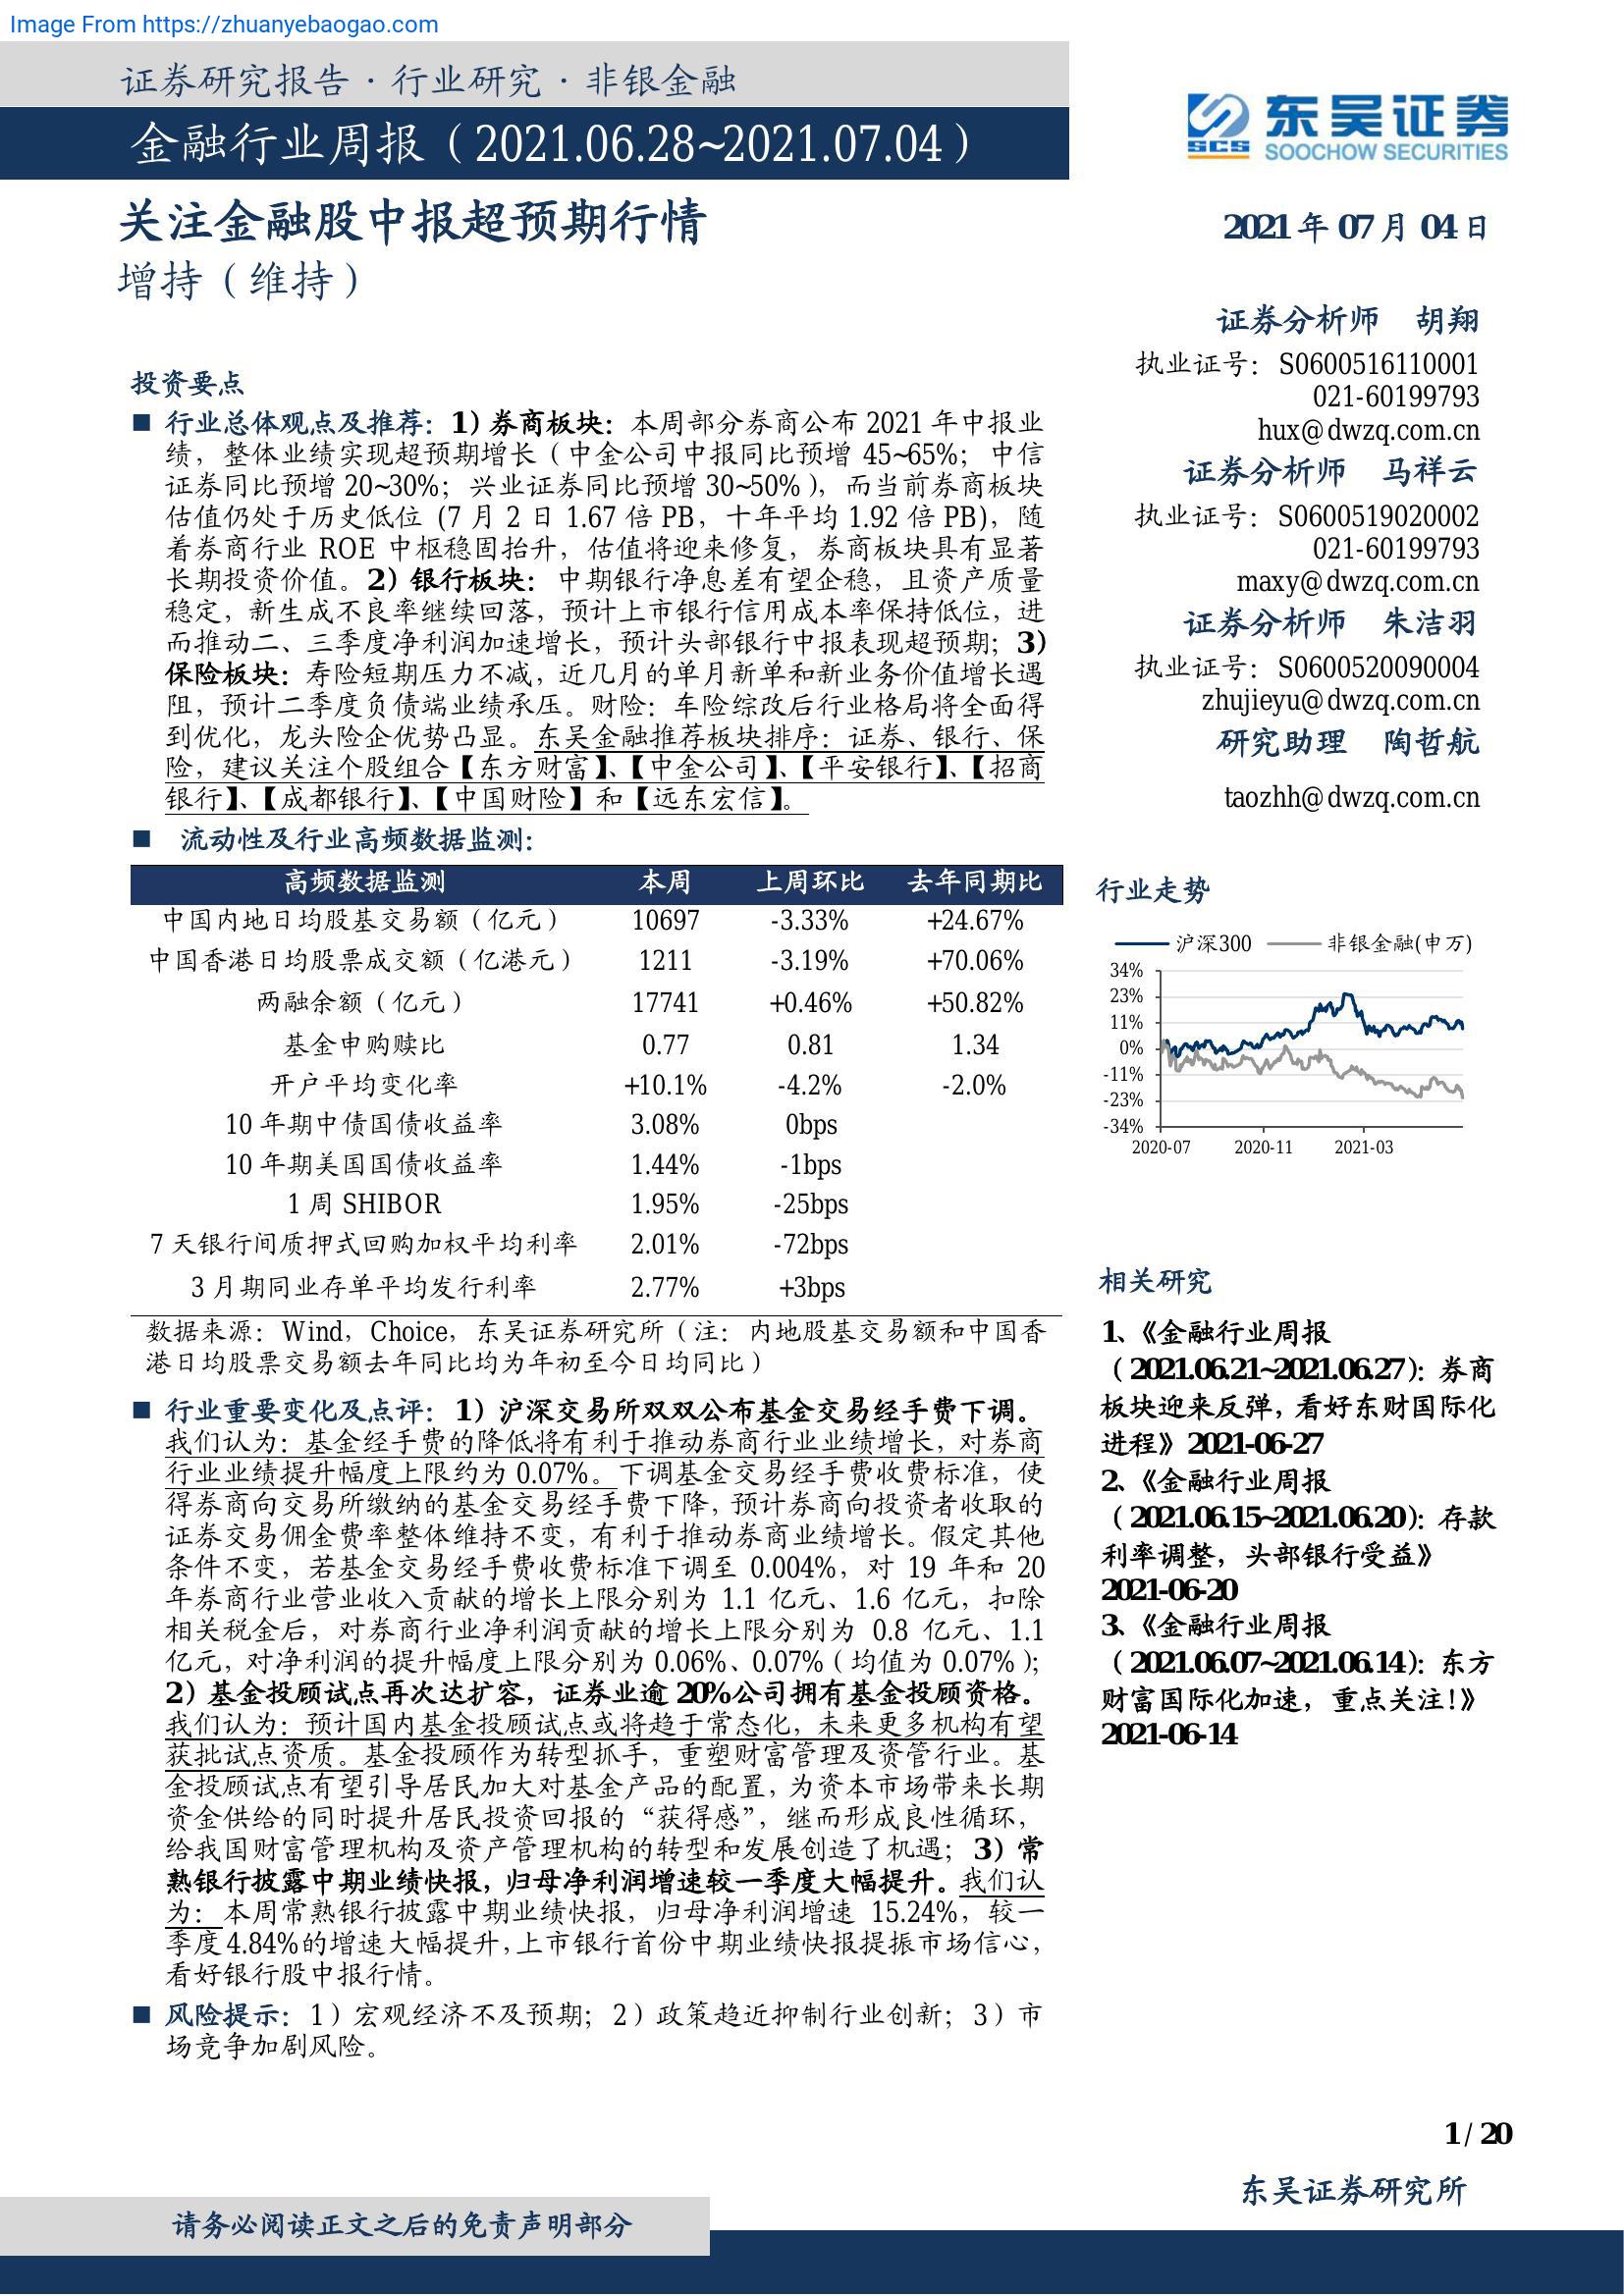 Image From https://zhuanyebaogao.com
证券研究报告·行业研究·非银金融
金融行业周报（2021.06.28~2021.07.04）
东吴证券
SCS
SOOCHOW SECURITIES
关注金融股中报超预期行情
增持（维持）
2021 年 07 月 04 日
证券分析师 胡翔
执业证号：S0600516110001
021-60199793
hux@dwzq.com.cn
证券分析师 马祥云
执业证号：S0600519020002
021-60199793
maxy@dwzq.com.cn
证券分析师 朱洁羽
执业证号：S0600520090004
zhujieyu@dwzq.com.cn
研究助理 陶哲航
taozhh@dwzq.com.cn
投资要点
■ 行业总体观点及推荐：1）券商板块：本周部分券商公布 2021 年中报业
绩，整体业绩实现超预期增长（中金公司中报同比预增 45~65%；中信
证券同比预增 20~30%；兴业证券同比预增 30~50%），而当前券商板块
估值仍处于历史低位 (7 月 2 日 1.67 倍 PB，十年平均 1.92 倍 PB)，随
着券商行业 ROE 中枢稳固抬升，估值将迎来修复，券商板块具有显著
长期投资价值。2）银行板块：中期银行净息差有望企稳，且资产质量
稳定，新生成不良率继续回落，预计上市银行信用成本率保持低位，进
而推动二、三季度净利润加速增长，预计头部银行中报表现超预期；3）
保险板块：寿险短期压力不减，近几月的单月新单和新业务价值增长遇
阻，预计二季度负债端业绩承压。财险：车险综改后行业格局将全面得
到优化，龙头险企优势凸显。东吴金融推荐板块排序：证券、银行、保
险，建议关注个股组合【东方财富】、【中金公司】、【平安银行】、【招商
银行】、【成都银行】、【中国财险】和【远东宏信】。
■ 流动性及行业高频数据监测：
高频数据监测 本周 上周环比 去年同期比
中国内地日均股基交易额（亿元） 10697 -3.33% +24.67%
中国香港日均股票成交额（亿港元） 1211 -3.19% +70.06%
两融余额（亿元） 17741 +0.46% +50.82%
基金申购赎比 0.77 0.81 1.34
开户平均变化率 +10.1% -4.2% -2.0%
10 年期中债国债收益率 3.08% 0bps
10 年期美国国债收益率 1.44% -1bps
1 周 SHIBOR 1.95% -25bps
7 天银行间质押式回购加权平均利率 2.01% -72bps
3 月期同业存单平均发行利率 2.77% +3bps
数据来源：Wind，Choice，东吴证券研究所（注：内地股基交易额和中国香
港日均股票交易额去年同比均为年初至今日均同比）
■ 行业重要变化及点评：1）沪深交易所双双公布基金交易经手费下调。
我们认为：基金经手费的降低将有利于推动券商行业业绩增长，对券商
行业业绩提升幅度上限约为 0.07%。下调基金交易经手费收费标准，使
得券商向交易所缴纳的基金交易经手费下降，预计券商向投资者收取的
证券交易佣金费率整体维持不变，有利于推动券商业绩增长。假定其他
条件不变，若基金交易经手费收费标准下调至 0.004%，对 19 年和 20
年券商行业营业收入贡献的增长上限分别为 1.1 亿元、1.6 亿元，扣除
相关税金后，对券商行业净利润贡献的增长上限分别为 0.8 亿元、1.1
亿元，对净利润的提升幅度上限分别为 0.06%、0.07%（均值为 0.07%）；
2）基金投顾试点再次达扩容，证券业逾 20%公司拥有基金投顾资格。
我们认为：预计国内基金投顾试点或将趋于常态化，未来更多机构有望
获批试点资质。基金投顾作为转型抓手，重塑财富管理及资管行业。基
金投顾试点有望引导居民加大对基金产品的配置，为资本市场带来长期
资金供给的同时提升居民投资回报的“获得感”，继而形成良性循环，
给我国财富管理机构及资产管理机构的转型和发展创造了机遇；3）常
熟银行披露中期业绩快报，归母净利润增速较一季度大幅提升。我们认
为：本周常熟银行披露中期业绩快报，归母净利润增速 15.24%，较一
季度 4.84%的增速大幅提升，上市银行首份中期业绩快报提振市场信心，
看好银行股中报行情。
■ 风险提示：1）宏观经济不及预期；2）政策趋近抑制行业创新；3）市
场竞争加剧风险。
行业走势
沪深300 非银金融(申万)
34%
23%
11%
0%
-11%
-23%
-34%
2020-07 2020-11 2021-03
相关研究
1、《金融行业周报
（2021.06.21~2021.06.27）：券商
板块迎来反弹，看好东财国际化
进程》2021-06-27
2、《金融行业周报
（2021.06.15~2021.06.20）：存款
利率调整，头部银行受益》
2021-06-20
3、《金融行业周报
（2021.06.07~2021.06.14）：东方
财富国际化加速，重点关注!》
2021-06-14
1 / 20
东吴证券研究所
请务必阅读正文之后的免责声明部分